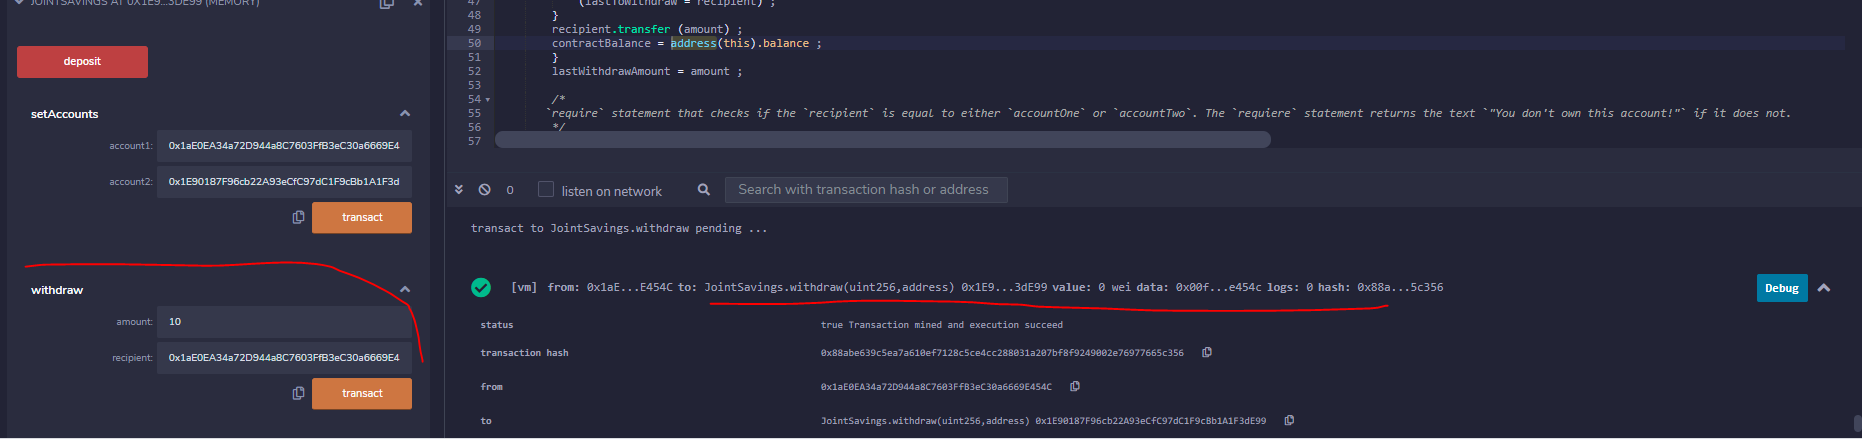 JOINTSAVINGS AT 0X1E9...3DE99 (MEMORY)
deposit
setAccounts
account1: 0x1aE0EA34a72D944a8C7603FfB3eC30a6669E4
account2: 0x1E90187F96cb22A93eCfC97dC1F9cBb1A1F3d
transact
withdraw
amount: 10
recipient: 0x1aE0EA34a72D944a8C7603FfB3eC30a6669E4
transact
47 (lastToWithdraw = recipient) ;
48 }
49 recipient.transfer (amount) ;
50 contractBalance = address(this).balance ;
51 }
52 lastWithdrawAmount = amount ;
53
54 /*
55 `require` statement that checks if the `recipient` is equal to either `accountOne` or `accountTwo`. The `requiere` statement returns the text `"You don't own this account!"` if it does not.
56 */
57
0 listen on network Search with transaction hash or address
transact to JointSavings.withdraw pending ...
[vm] from: 0x1aE...E454C to: JointSavings.withdraw(uint256,address) 0x1E9...3dE99 value: 0 wei data: 0x00f...e454c logs: 0 hash: 0x88a...5c356 Debug
status true Transaction mined and execution succeed
transaction hash 0x88abe639c5ea7a610ef7128c5ce4cc288031a207bf8f9249002e76977665c356
from 0x1aE0EA34a72D944a8C7603FfB3eC30a6669E454C
to JointSavings.withdraw(uint256,address) 0x1E90187F96cb22A93eCfC97dC1F9cBb1A1F3dE99